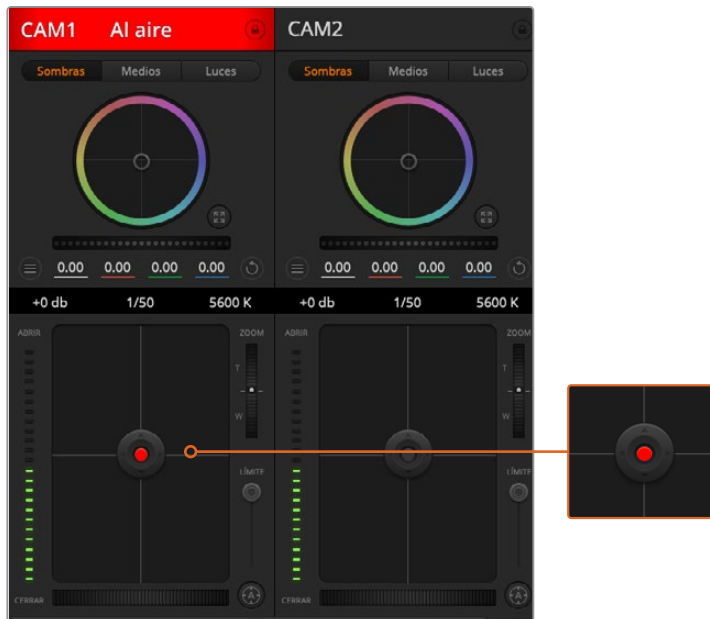 CAM1 Al aire
CAM2
Sombras Medios Luces
Sombras Medios Luces
0.00 0.00 0.00 0.00
0.00 0.00 0.00 0.00
+0 db 1/50 5600 K
+0 db 1/50 5600 K
ABRIR ZOOM
ABRIR ZOOM
T
T
W
W
LÍMITE
LÍMITE
A
A
CERRAR
CERRAR